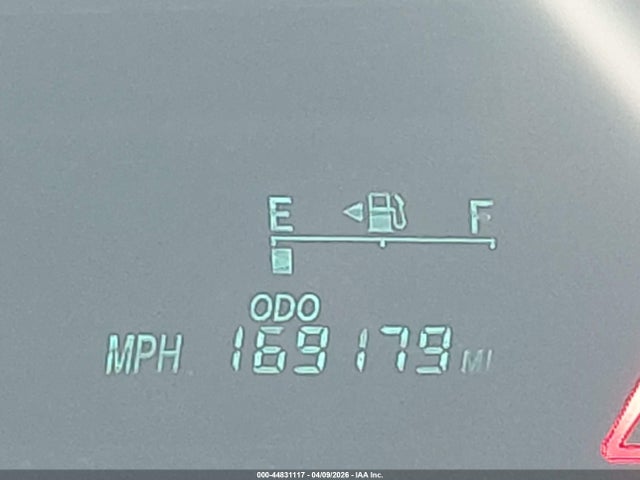 E F
ODO
MPH 169179 MI
000-44831117 - 04/09/2026 - IAA Inc.